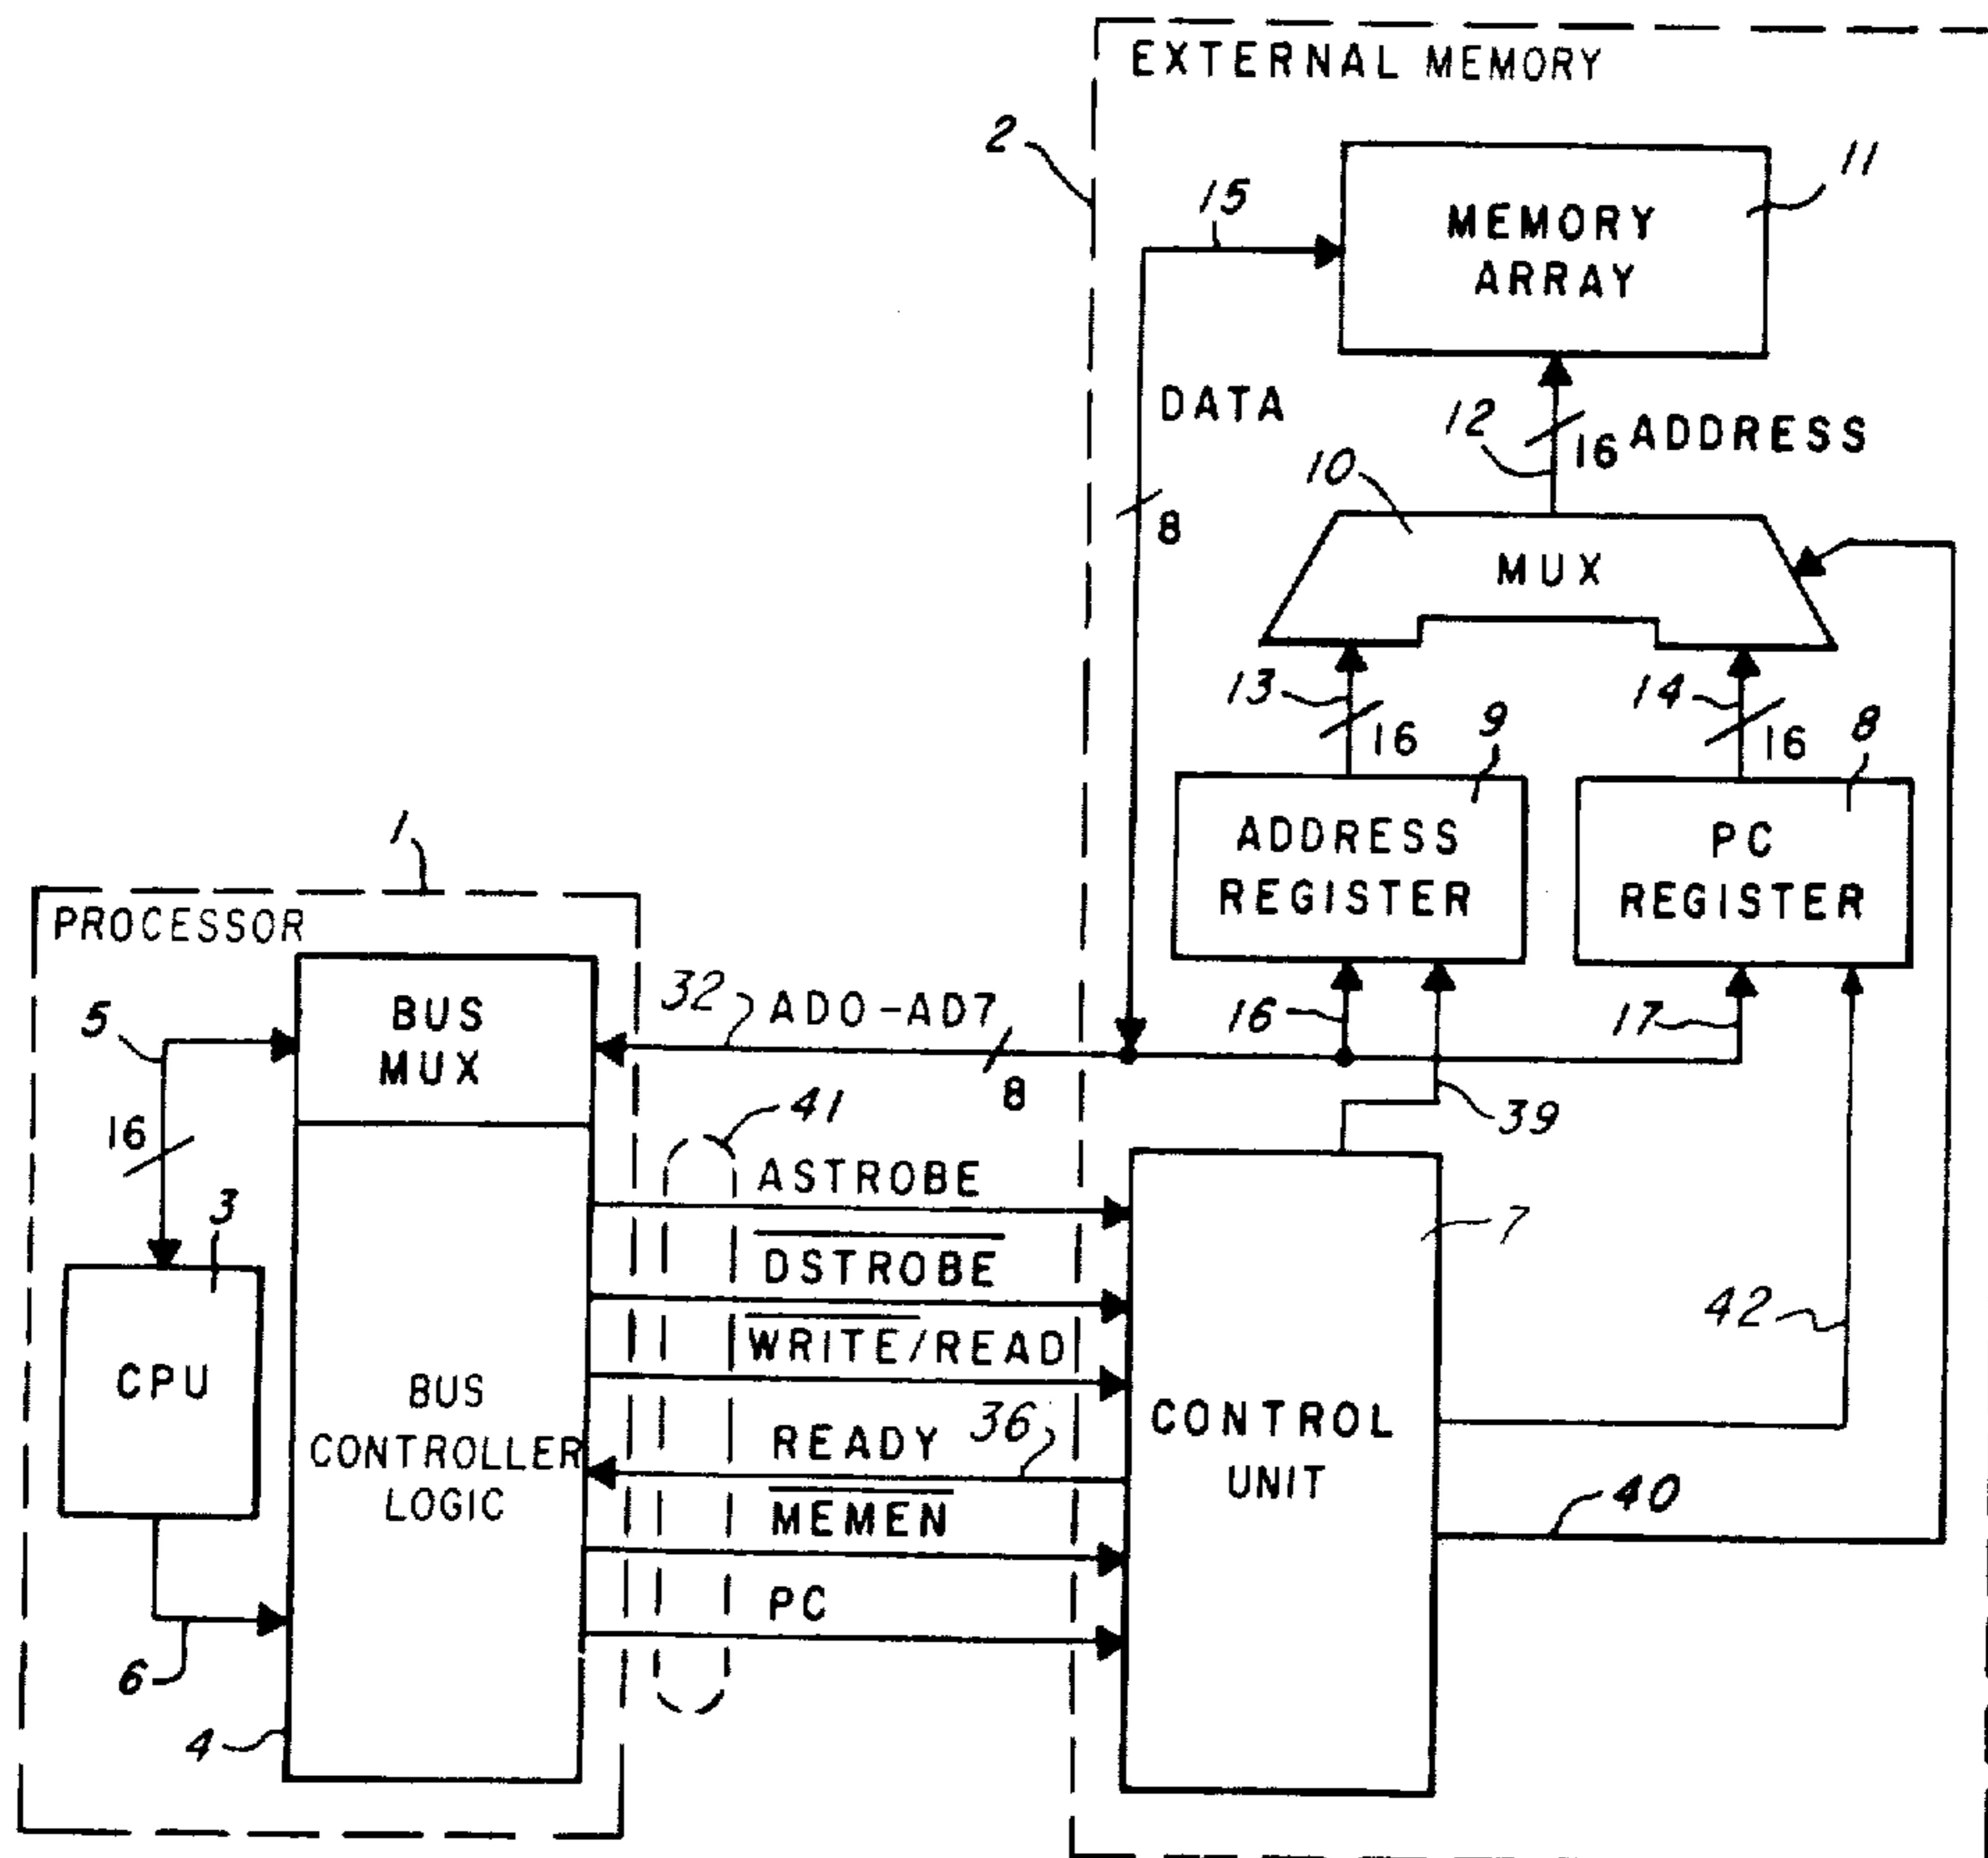 EXTERNAL MEMORY
2
15
11
MEMORY
ARRAY
DATA
12
16 ADDRESS
10
8
MUX
13
16
14
16
9
8
ADDRESS
REGISTER
PC
REGISTER
1
PROCESSOR
5
BUS
MUX
32
AD0-AD7
8
16
17
39
16
41
ASTROBE
3
7
DSTROBE
WRITE/READ
CPU
BUS
CONTROLLER
LOGIC
READY
36
CONTROL
UNIT
42
MEMEN
40
PC
6
4